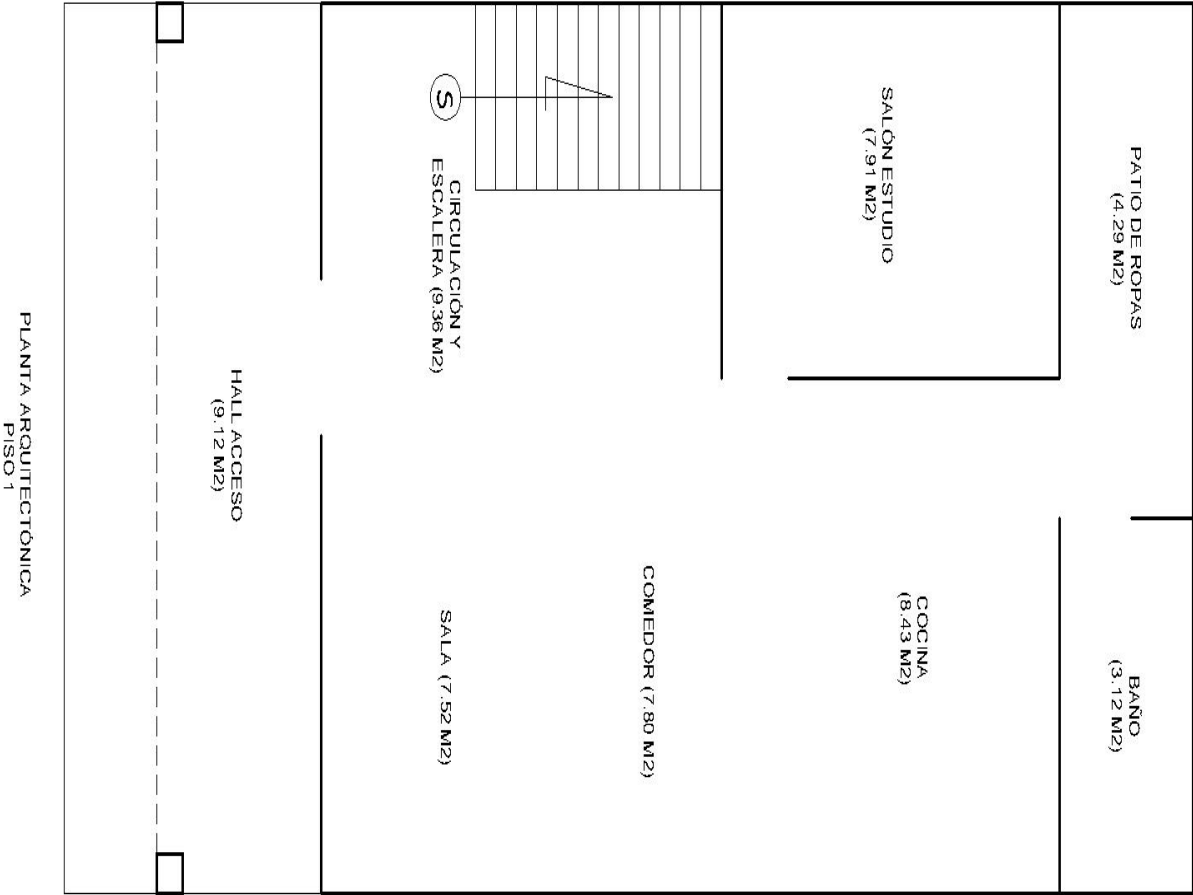 PATIO DE ROPAS
(4.29 M2)
BAÑO
(3.12 M2)
SALÓN ESTUDIO
(7.91 M2)
COCINA
(8.43 M2)
COMEDOR (7.80 M2)
S
CIRCULACIÓN Y
ESCALERA (9.36 M2)
SALA (7.52 M2)
HALL ACCESO
(9.12 M2)
PLANTA ARQUITECTÓNICA
PISO 1